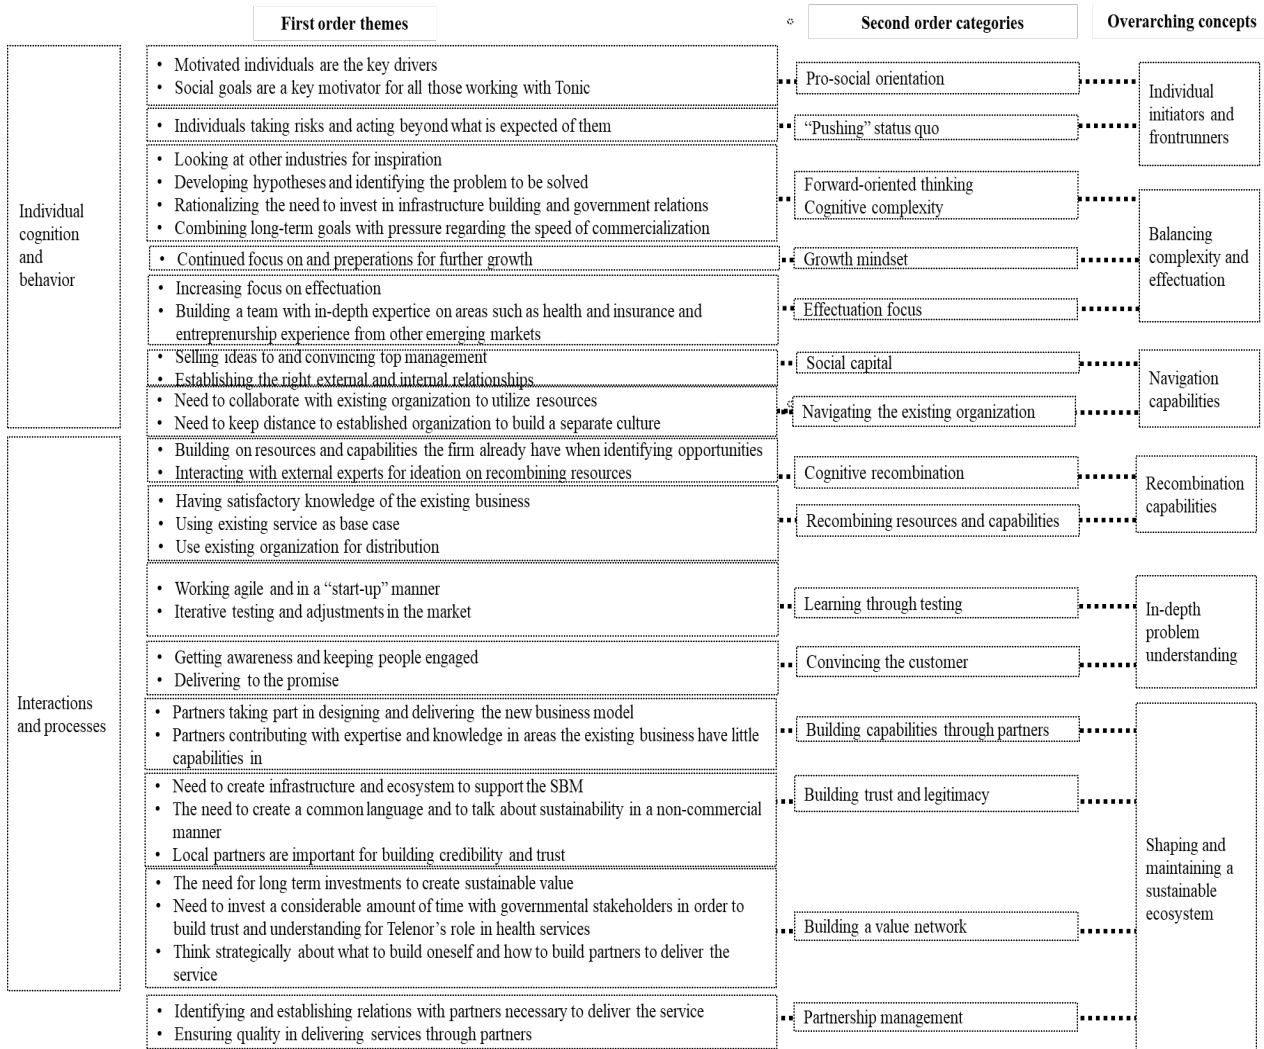 First order themes
Second order categories
Overarching concepts
Individual
cognition
and
behavior
• Motivated individuals are the key drivers
• Social goals are a key motivator for all those working with Tonic
Pro-social orientation
Individual
initiators and
frontrunners
• Individuals taking risks and acting beyond what is expected of them
“Pushing” status quo
• Looking at other industries for inspiration
• Developing hypotheses and identifying the problem to be solved
• Rationalizing the need to invest in infrastructure building and government relations
• Combining long-term goals with pressure regarding the speed of commercialization
Forward-oriented thinking
Cognitive complexity
Balancing
complexity and
effectuation
• Continued focus on and preperations for further growth
Growth mindset
• Increasing focus on effectuation
• Building a team with in-depth expertice on areas such as health and insurance and
entreprenurship experience from other emerging markets
Effectuation focus
• Selling ideas to and convincing top management
• Establishing the right external and internal relationships
Social capital
Navigation
capabilities
• Need to collaborate with existing organization to utilize resources
• Need to keep distance to established organization to build a separate culture
Navigating the existing organization
Interactions
and processes
• Building on resources and capabilities the firm already have when identifying opportunities
• Interacting with external experts for ideation on recombining resources
Cognitive recombination
Recombination
capabilities
• Having satisfactory knowledge of the existing business
• Using existing service as base case
• Use existing organization for distribution
Recombining resources and capabilities
• Working agile and in a “start-up” manner
• Iterative testing and adjustments in the market
Learning through testing
In-depth
problem
understanding
• Getting awareness and keeping people engaged
• Delivering to the promise
Convincing the customer
• Partners taking part in designing and delivering the new business model
• Partners contributing with expertise and knowledge in areas the existing business have little
capabilities in
Building capabilities through partners
Shaping and
maintaining a
sustainable
ecosystem
• Need to create infrastructure and ecosystem to support the SBM
• The need to create a common language and to talk about sustainability in a non-commercial
manner
• Local partners are important for building credibility and trust
Building trust and legitimacy
• The need for long term investments to create sustainable value
• Need to invest a considerable amount of time with governmental stakeholders in order to
build trust and understanding for Telenor’s role in health services
• Think strategically about what to build oneself and how to build partners to deliver the
service
Building a value network
• Identifying and establishing relations with partners necessary to deliver the service
• Ensuring quality in delivering services through partners
Partnership management